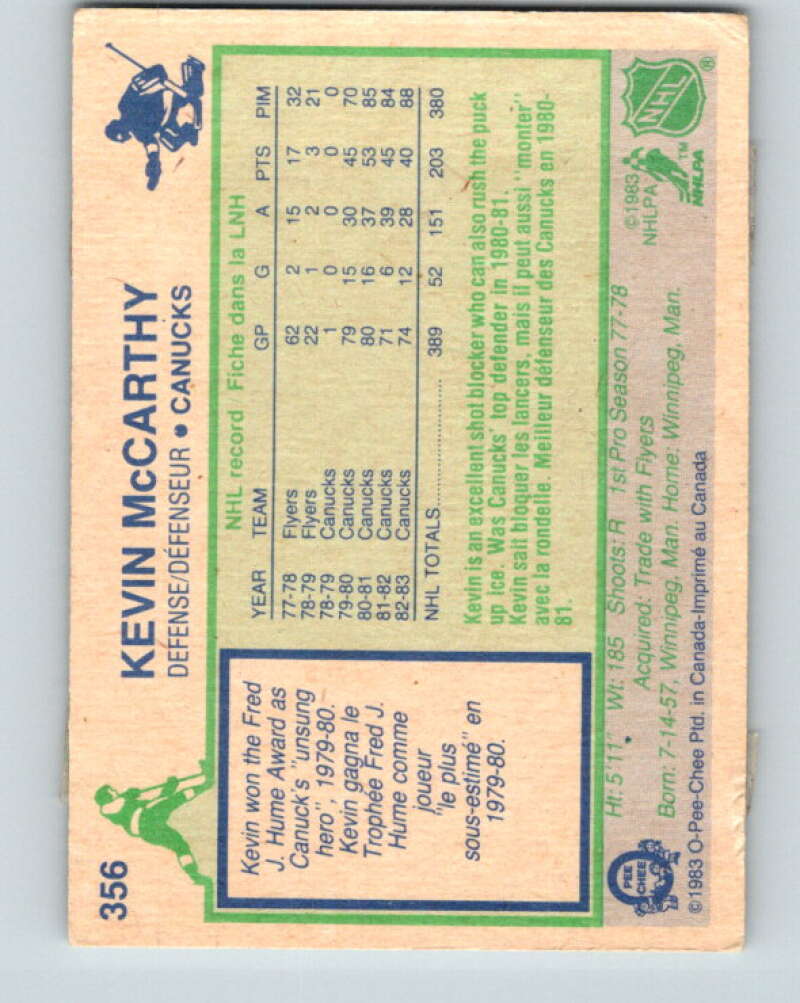 356
KEVIN McCARTHY
DEFENSE/DÉFENSEUR • CANUCKS
Kevin won the Fred
J. Hume Award as
Canuck's "unsung
hero", 1979-80.
Kevin gagna le
Trophée Fred J.
Hume comme
joueur
"le plus
sous-estimé" en
1979-80.
NHL record / Fiche dans la LNH
YEAR TEAM GP G A PTS PIM
77-78 Flyers 62 2 15 17 32
78-79 Flyers 22 1 2 3 21
78-79 Canucks 1 0 0 0 0
79-80 Canucks 79 15 30 45 70
80-81 Canucks 80 16 37 53 85
81-82 Canucks 71 6 39 45 84
82-83 Canucks 74 12 28 40 88
NHL TOTALS.................... 389 52 151 203 380
Kevin is an excellent shot blocker who can also rush the puck
up ice. Was Canucks' top defender in 1980-81.
Kevin sait bloquer les lancers, mais il peut aussi "monter"
avec la rondelle. Meilleur défenseur des Canucks en 1980-
81.
Ht: 5'11" Wt: 185 Shoots: R 1st Pro Season 77-78
Acquired: Trade with Flyers
Born: 7-14-57, Winnipeg, Man. Home: Winnipeg, Man.
©1983 O-Pee-Chee Ptd. in Canada-Imprimé au Canada
O
PEE
CHEE
©1983
NHLPA
™
NHLPA
NHL
®